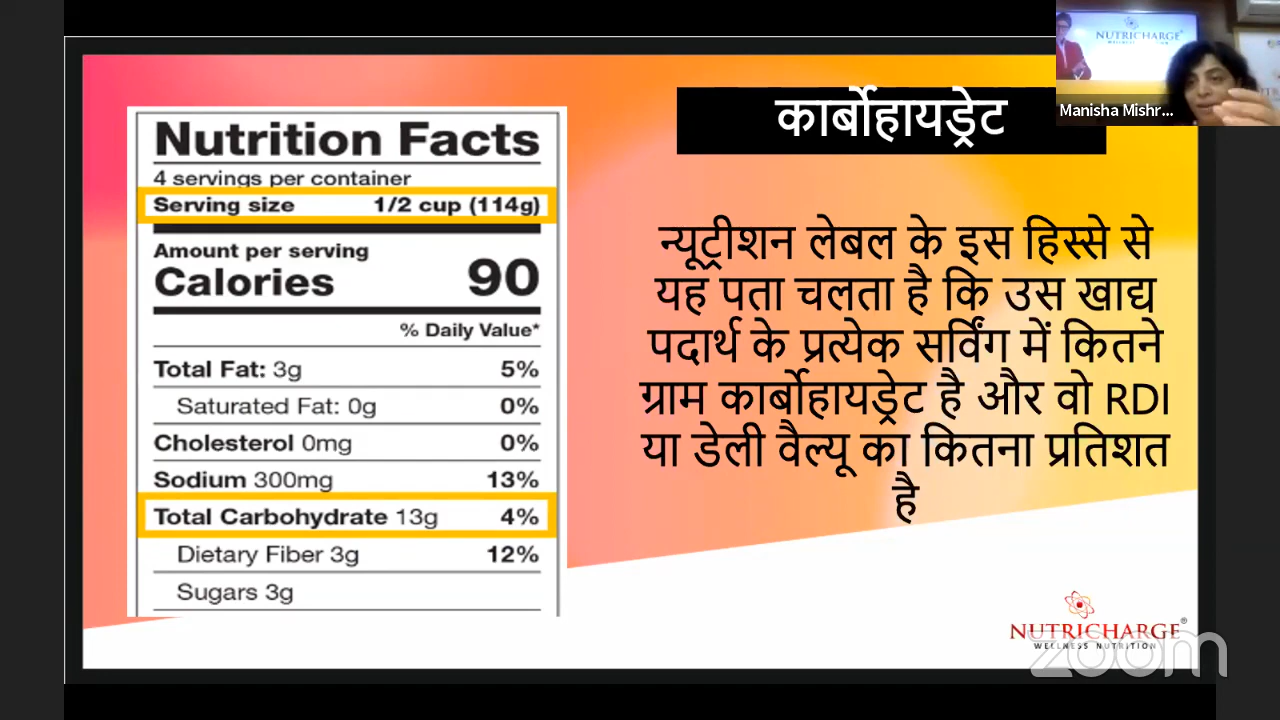 Nutrition Facts
4 servings per container
Serving size 1/2 cup (114g)
Amount per serving
Calories 90
% Daily Value*
Total Fat: 3g 5%
Saturated Fat: 0g 0%
Cholesterol 0mg 0%
Sodium 300mg 13%
Total Carbohydrate 13g 4%
Dietary Fiber 3g 12%
Sugars 3g
कार्बोहायड्रेट
न्यूट्रीशन लेबल के इस हिस्से से
यह पता चलता है कि उस खाद्य
पदार्थ के प्रत्येक सर्विंग में कितने
ग्राम कार्बोहायड्रेट है और वो RDI
या डेली वैल्यू का कितना प्रतिशत
है
NUTRICHARGE
WELLNESS NUTRITION
Manisha Mishr...
NUTRICHARGE®
WELLNESS NUTRITION
zoom